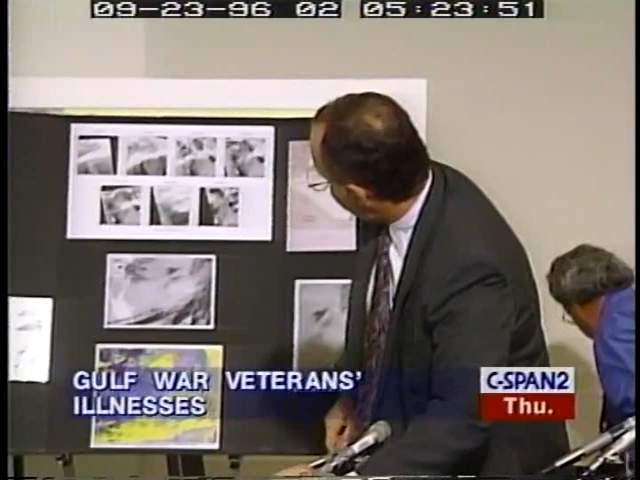 09-23-96 02 05:23:51
GULF WAR VETERANS'
ILLNESSES
C-SPAN2
Thu.